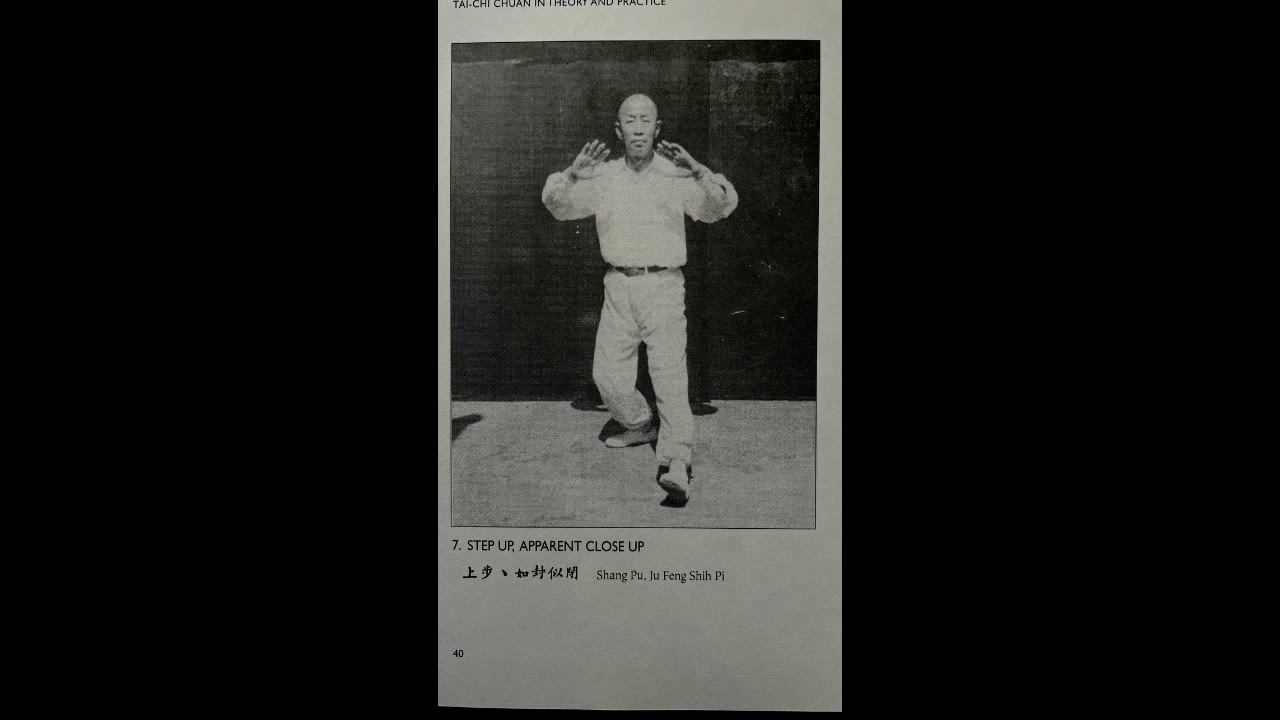 TAI-CHI CHUAN IN THEORY AND PRACTICE
7. STEP UP, APPARENT CLOSE UP
上步、如封似閉 Shang Pu, Ju Feng Shih Pi
40